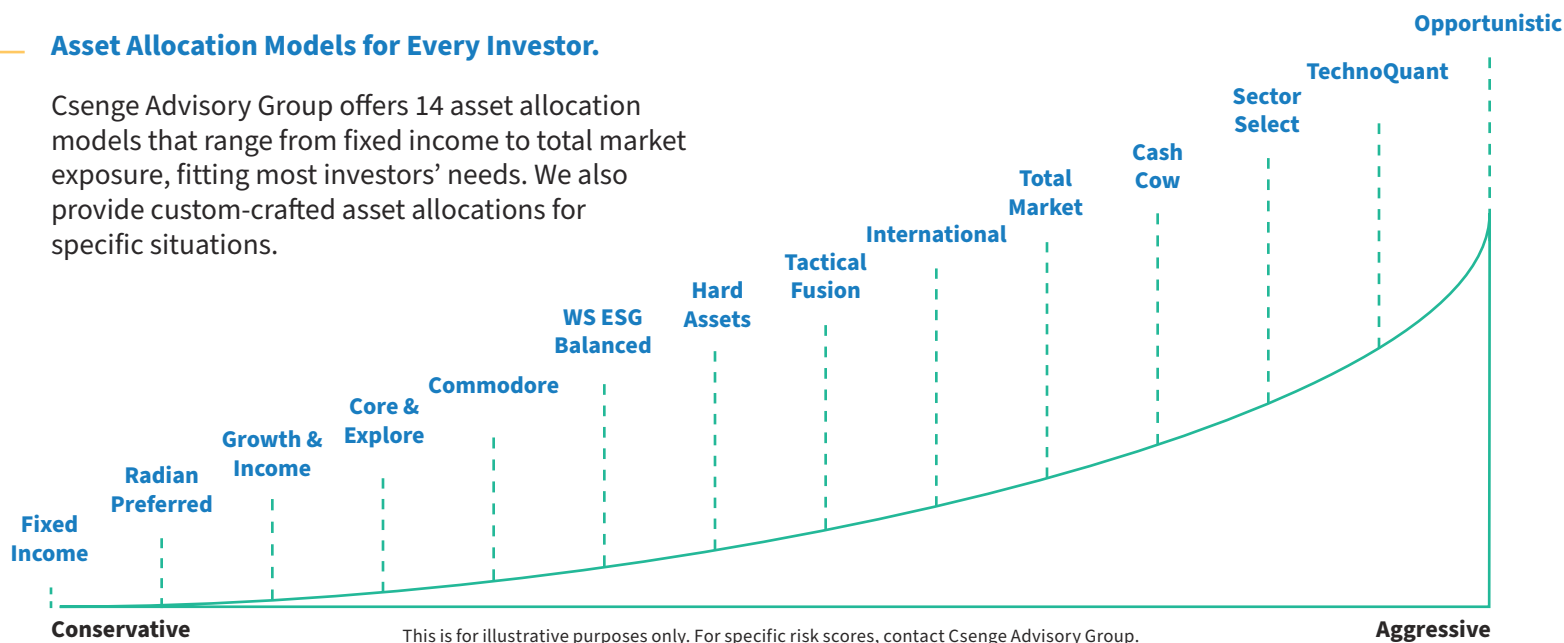 Asset Allocation Models for Every Investor.
Csenge Advisory Group offers 14 asset allocation
models that range from fixed income to total market
exposure, fitting most investors’ needs. We also
provide custom-crafted asset allocations for
specific situations.
Fixed
Income
Radian
Preferred
Growth &
Income
Core &
Explore
Commodore
WS ESG
Balanced
Hard
Assets
Tactical
Fusion
International
Total
Market
Cash
Cow
Sector
Select
TechnoQuant
Opportunistic
Conservative
This is for illustrative purposes only. For specific risk scores, contact Csenge Advisory Group.
Aggressive